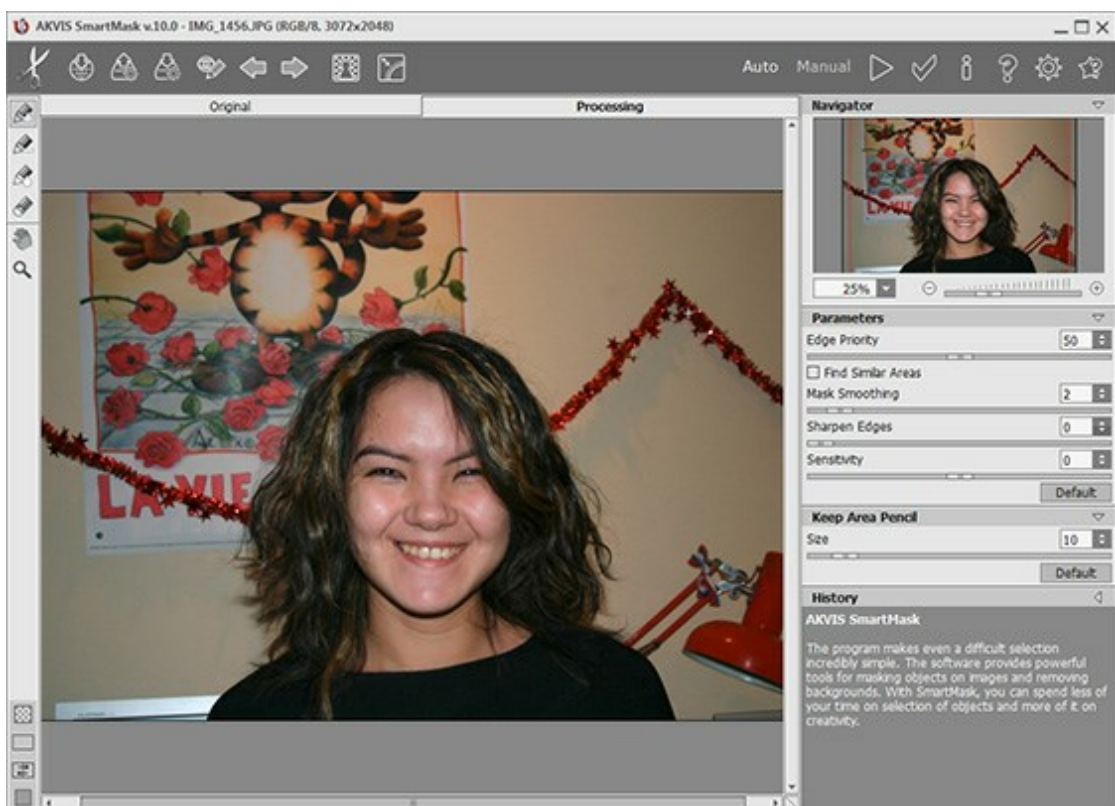 AKVIS SmartMask v.10.0 - IMG_1456.JPG (RGB/8, 3072x2048)
Auto Manual
Original Processing
LA VIE
Navigator
25%
Parameters
Edge Priority 50
Find Similar Areas
Mask Smoothing 2
Sharpen Edges 0
Sensitivity 0
Default
Keep Area Pencil
Size 10
Default
History
AKVIS SmartMask
The program makes even a difficult selection
incredibly simple. The software provides powerful
tools for masking objects on images and removing
backgrounds. With SmartMask, you can spend less of
your time on selection of objects and more of it on
creativity.